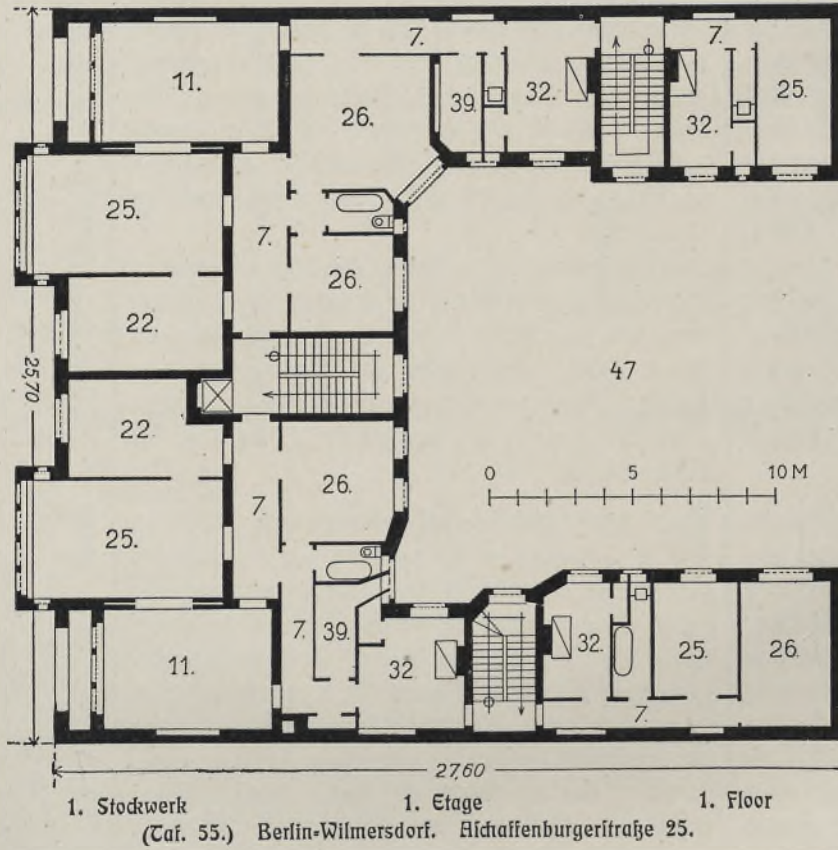 7. 39. 32. 7. 25.
11. 26. 32.
25. 7. 26.
22. 47
25,70
22. 26. 0 5 10 M
25. 7.
11. 7. 39. 32 32. 25. 26.
7.
27,60
1. Stockwerk 1. Etage 1. Floor
(Taf. 55.) Berlin-Wilmersdorf. Aschaffenburgerstraße 25.